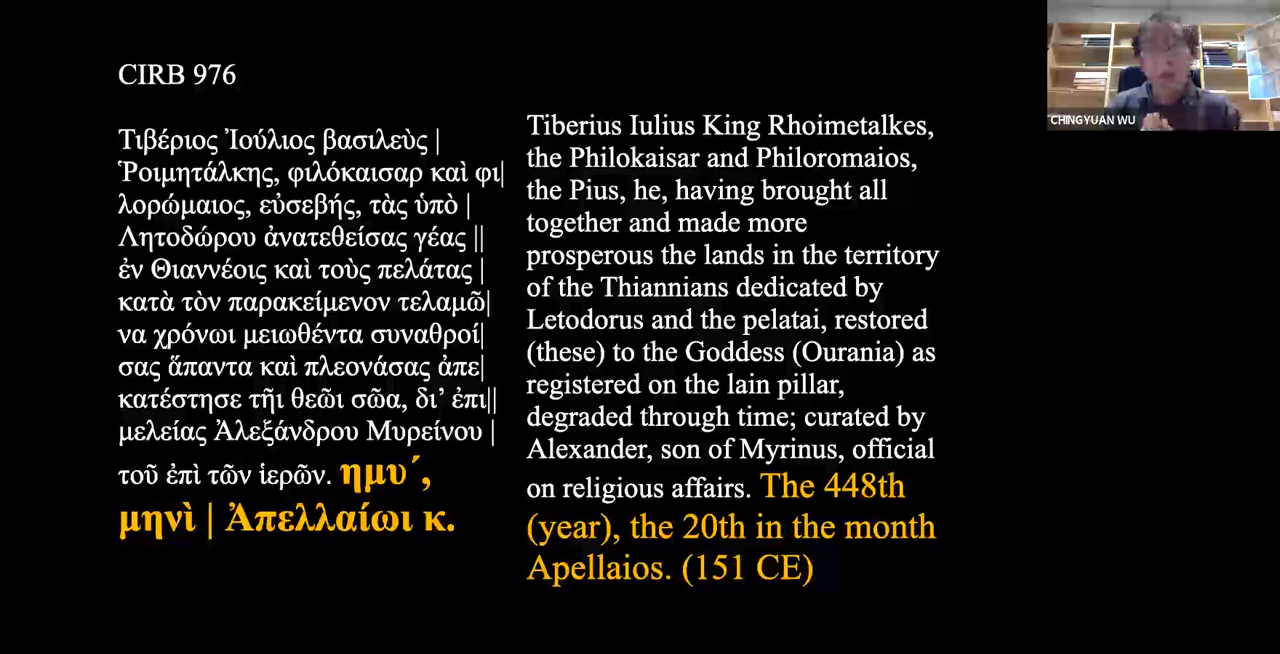 CIRB 976
Τιβέριος Ἰούλιος βασιλεὺς |
Ῥοιμητάλκης, φιλόκαισαρ καὶ φι|
λορώμαιος, εὐσεβής, τὰς ὑπὸ |
Λητοδώρου ἀνατεθείσας γέας ||
ἐν Θιαννέοις καὶ τοὺς πελάτας |
κατὰ τὸν παρακείμενον τελαμῶ|
να χρόνωι μειωθέντα συναθροί|
σας ἅπαντα καὶ πλεονάσας ἀπε|
κατέστησε τῆι θεῶι σῶα, δι’ ἐπι||
μελείας Ἀλεξάνδρου Μυρείνου |
τοῦ ἐπὶ τῶν ἱερῶν. ημυ΄,
μηνὶ | Ἀπελλαίωι κ.
Tiberius Iulius King Rhoimetalkes,
the Philokaisar and Philoromaios,
the Pius, he, having brought all
together and made more
prosperous the lands in the territory
of the Thiannians dedicated by
Letodorus and the pelatai, restored
(these) to the Goddess (Ourania) as
registered on the lain pillar,
degraded through time; curated by
Alexander, son of Myrinus, official
on religious affairs. The 448th
(year), the 20th in the month
Apellaios. (151 CE)
CHINGYUAN WU